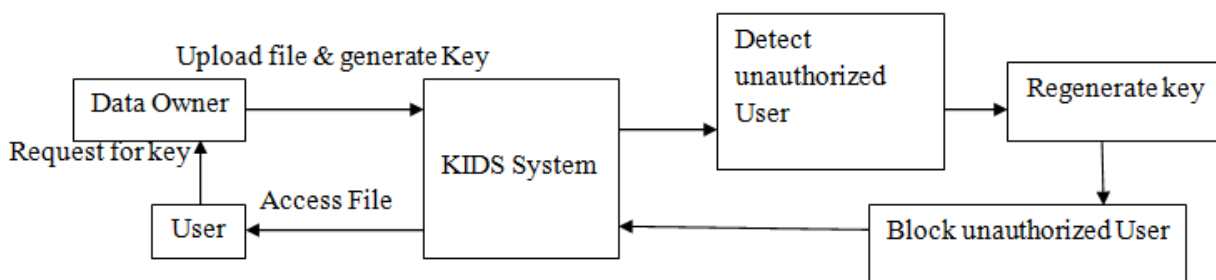 Upload file & generate Key
Data Owner
Request for key
User
Access File
KIDS System
Detect
unauthorized
User
Regenerate key
Block unauthorized User